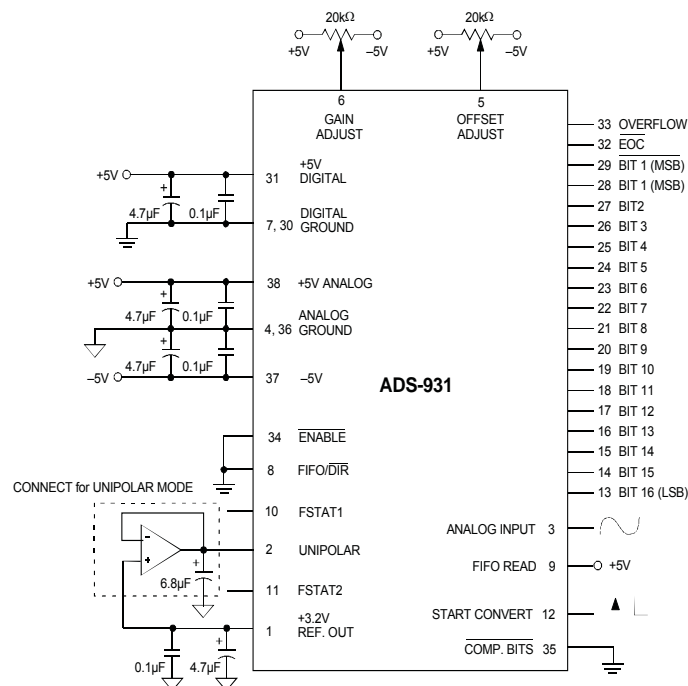 20kΩ
+5V
–5V
20kΩ
+5V
–5V
6
GAIN
ADJUST
5
OFFSET
ADJUST
+5V
4.7µF
0.1µF
31
+5V
DIGITAL
7, 30
DIGITAL
GROUND
+5V
4.7µF
0.1µF
4.7µF
0.1µF
–5V
38
+5V ANALOG
4, 36
ANALOG
GROUND
37
–5V
ADS-931
34
ENABLE
8
FIFO/DIR
CONNECT for UNIPOLAR MODE
10
FSTAT1
2
UNIPOLAR
-
+
6.8µF
11
FSTAT2
1
+3.2V
REF. OUT
0.1µF
4.7µF
33 OVERFLOW
32 EOC
29 BIT 1 (MSB)
28 BIT 1 (MSB)
27 BIT2
26 BIT 3
25 BIT 4
24 BIT 5
23 BIT 6
22 BIT 7
21 BIT 8
20 BIT 9
19 BIT 10
18 BIT 11
17 BIT 12
16 BIT 13
15 BIT 14
14 BIT 15
13 BIT 16 (LSB)
ANALOG INPUT 3
FIFO READ 9
+5V
START CONVERT 12
COMP. BITS 35